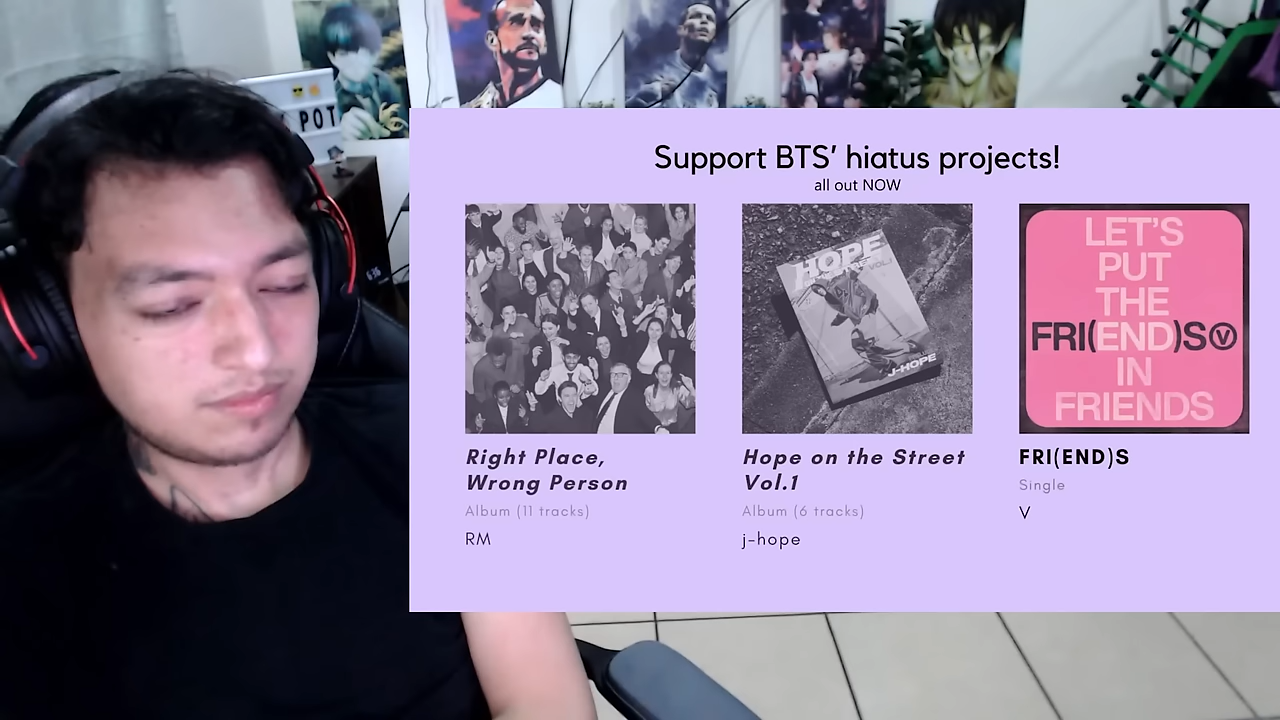 POT
Support BTS’ hiatus projects!
all out NOW
HOPE
VOL.1
J-HOPE
LET'S
PUT
THE
FRI(END)S V
IN
FRIENDS
Right Place,
Wrong Person
Album (11 tracks)
RM
Hope on the Street
Vol.1
Album (6 tracks)
j-hope
FRI(END)S
Single
V